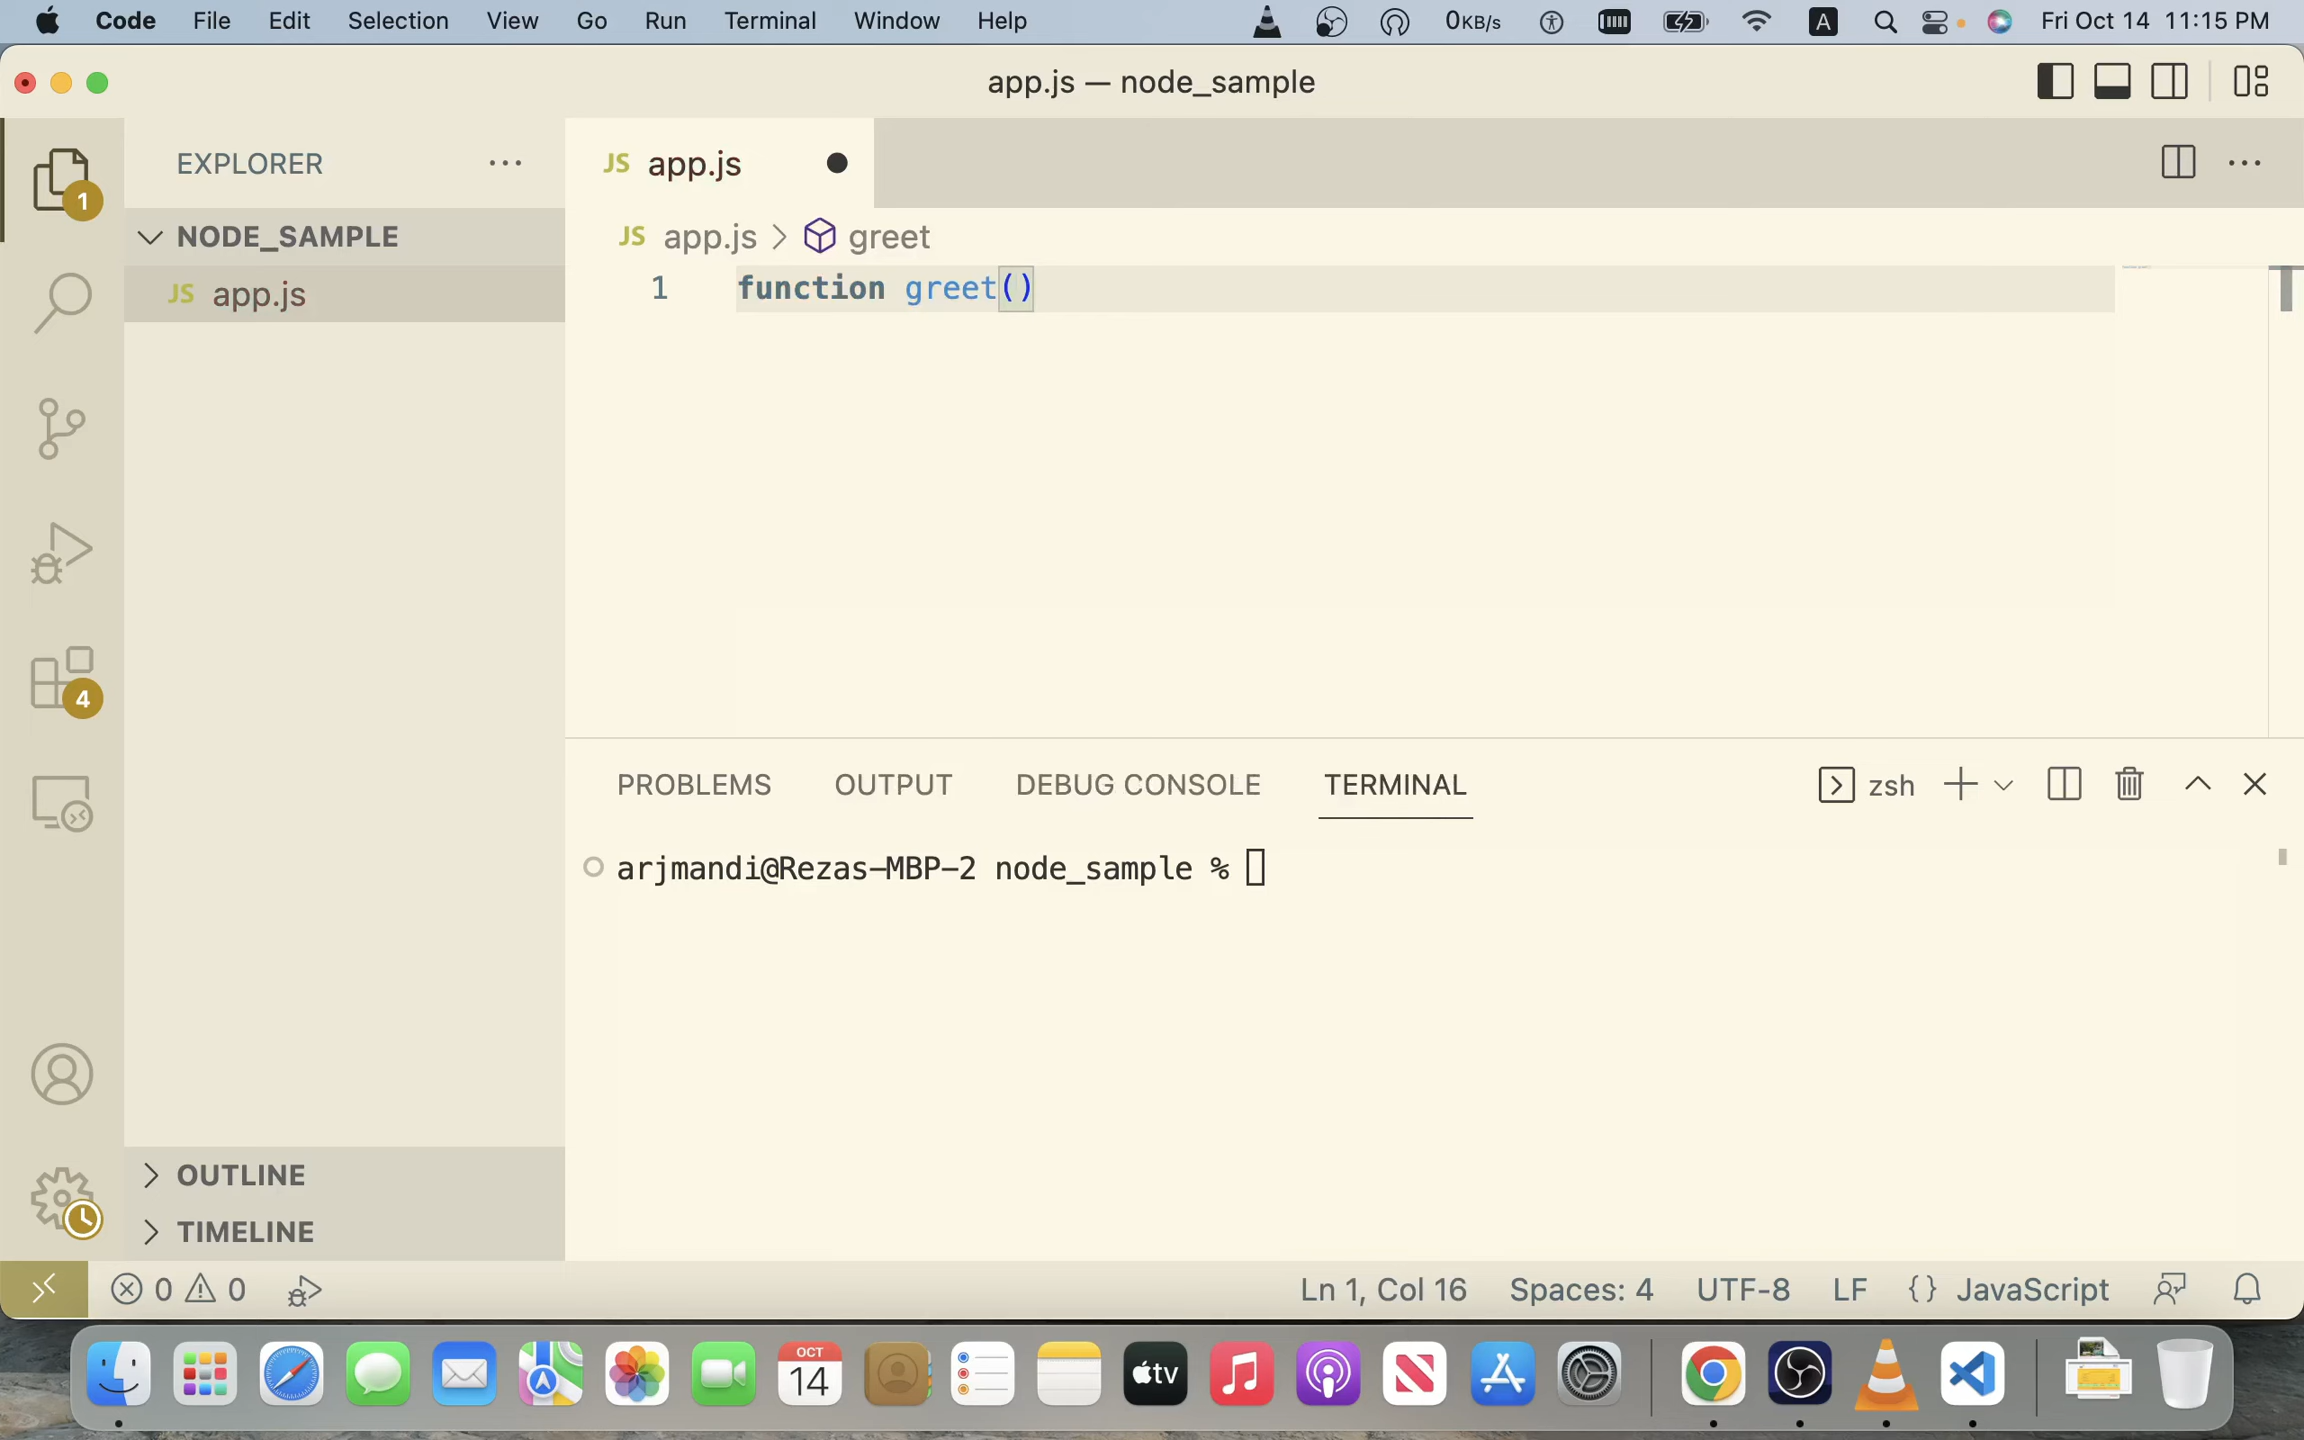 Code File Edit Selection View Go Run Terminal Window Help 0KB/s A Fri Oct 14 11:15 PM
app.js — node_sample
EXPLORER
JS app.js
1
NODE_SAMPLE
JS app.js > greet
JS app.js
1 function greet()
4
PROBLEMS OUTPUT DEBUG CONSOLE TERMINAL zsh
arjmandi@Rezas-MBP-2 node_sample %
OUTLINE
TIMELINE
0 0 Ln 1, Col 16 Spaces: 4 UTF-8 LF {} JavaScript
OCT
14
tv